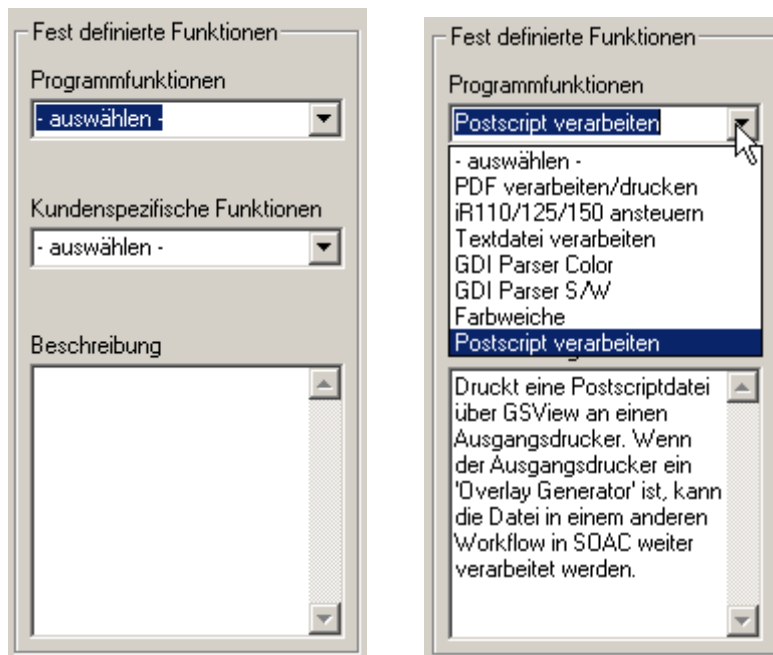 Fest definierte Funktionen
Programmfunktionen
- auswählen -
Kundenspezifische Funktionen
- auswählen -
Beschreibung
Fest definierte Funktionen
Programmfunktionen
Postscript verarbeiten
- auswählen -
PDF verarbeiten/drucken
iR110/125/150 ansteuern
Textdatei verarbeiten
GDI Parser Color
GDI Parser S/W
Farbweiche
Postscript verarbeiten
Druckt eine Postscriptdatei
über GSView an einen
Ausgangsdrucker. Wenn
der Ausgangsdrucker ein
'Overlay Generator' ist, kann
die Datei in einem anderen
Workflow in SOAC weiter
verarbeitet werden.